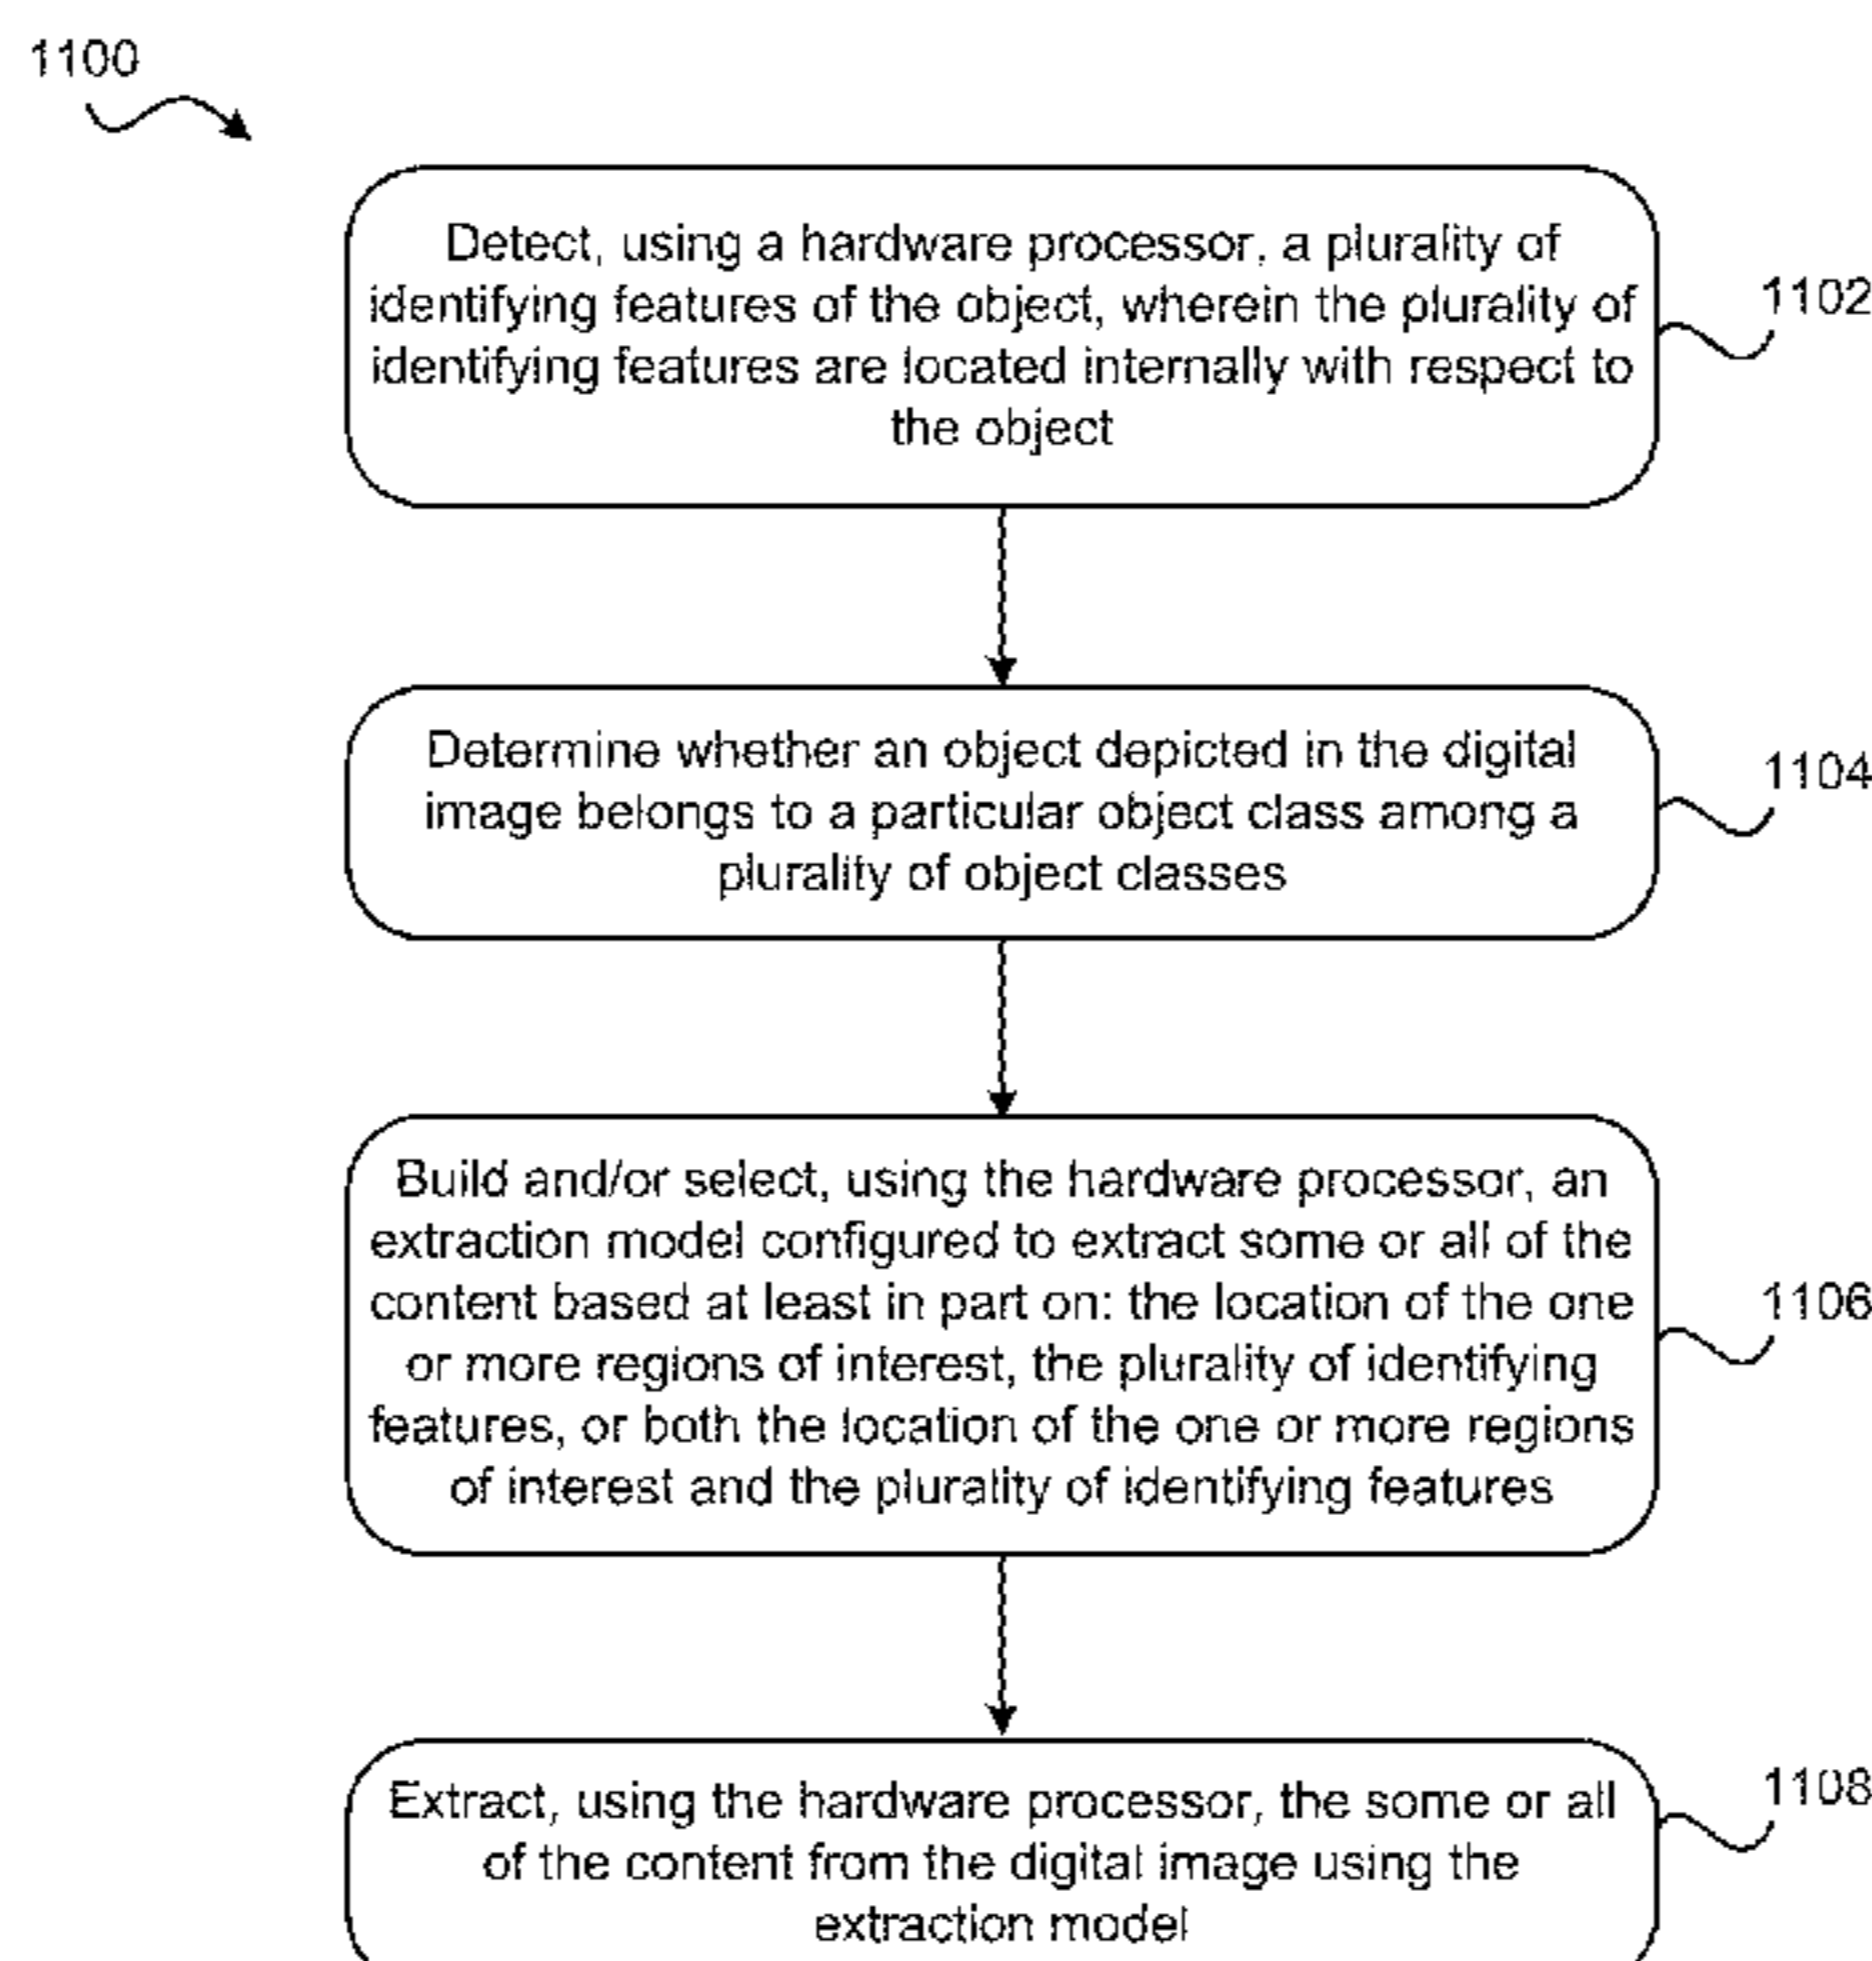 1100
Detect, using a hardware processor, a plurality of
identifying features of the object, wherein the plurality of
identifying features are located internally with respect to
the object
1102
Determine whether an object depicted in the digital
image belongs to a particular object class among a
plurality of object classes
1104
Build and/or select, using the hardware processor, an
extraction model configured to extract some or all of the
content based at least in part on: the location of the one
or more regions of interest, the plurality of identifying
features, or both the location of the one or more regions
of interest and the plurality of identifying features
1106
Extract, using the hardware processor, the some or all
of the content from the digital image using the
extraction model
1108